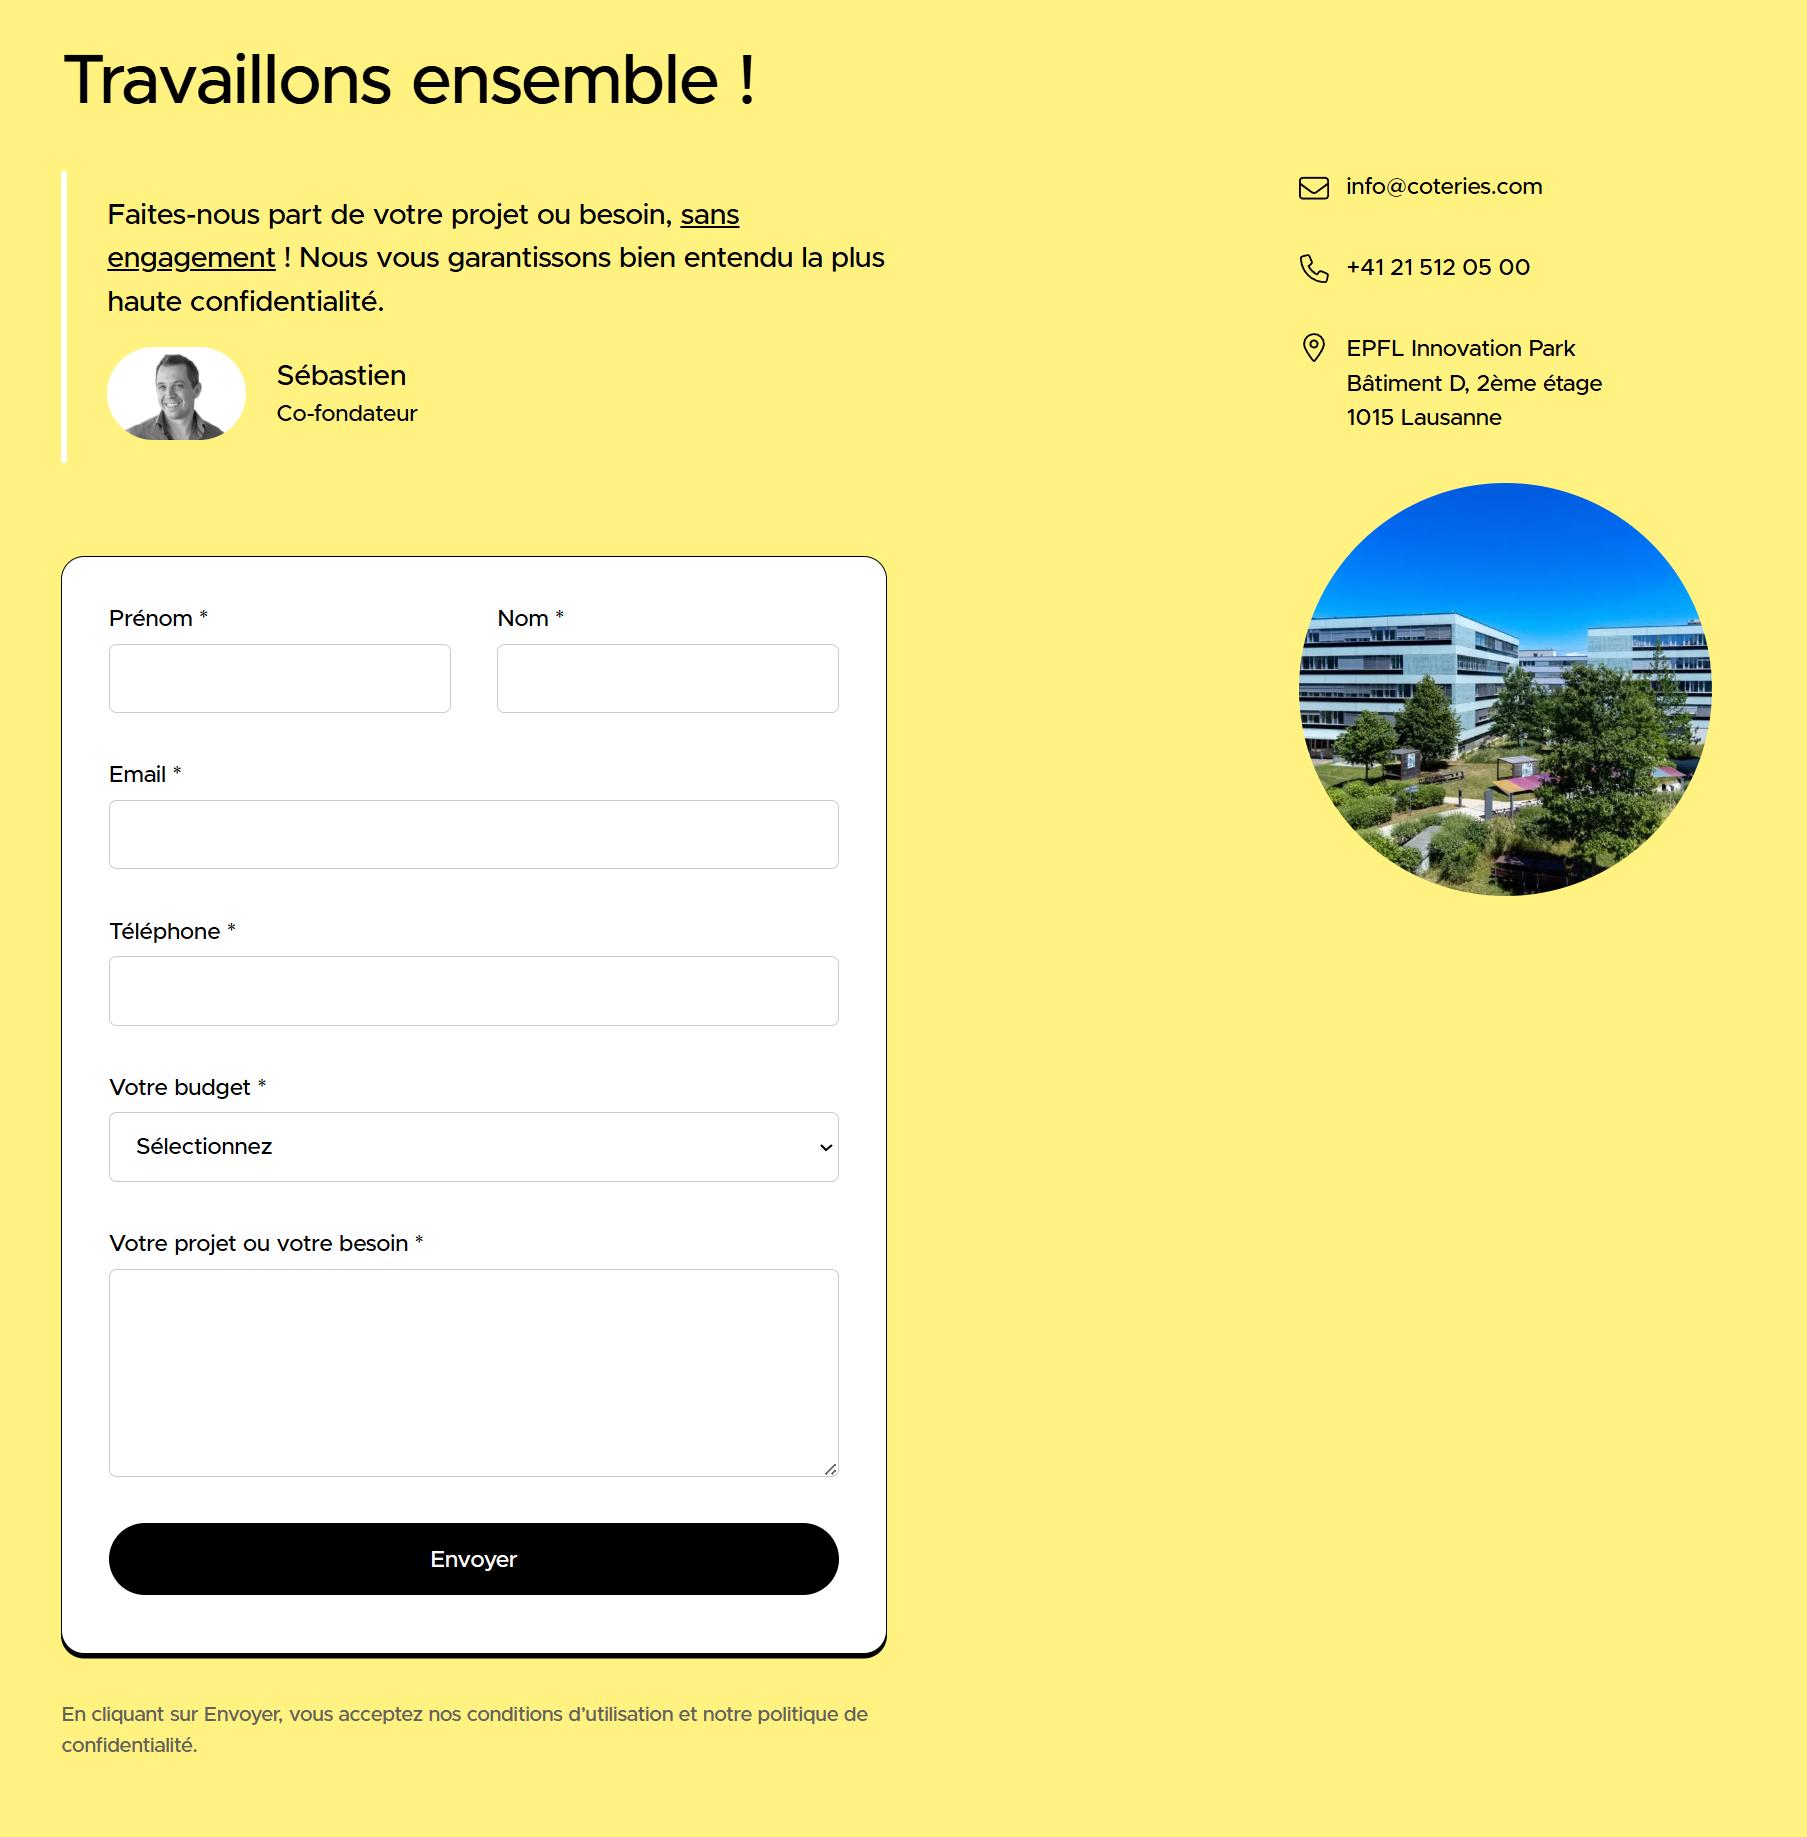 Travaillons ensemble !
Faites-nous part de votre projet ou besoin, sans
engagement ! Nous vous garantissons bien entendu la plus
haute confidentialité.
Sébastien
Co-fondateur
info@coteries.com
+41 21 512 05 00
EPFL Innovation Park
Bâtiment D, 2ème étage
1015 Lausanne
Prénom *
Nom *
Email *
Téléphone *
Votre budget *
Sélectionnez
Votre projet ou votre besoin *
Envoyer
En cliquant sur Envoyer, vous acceptez nos conditions d’utilisation et notre politique de
confidentialité.